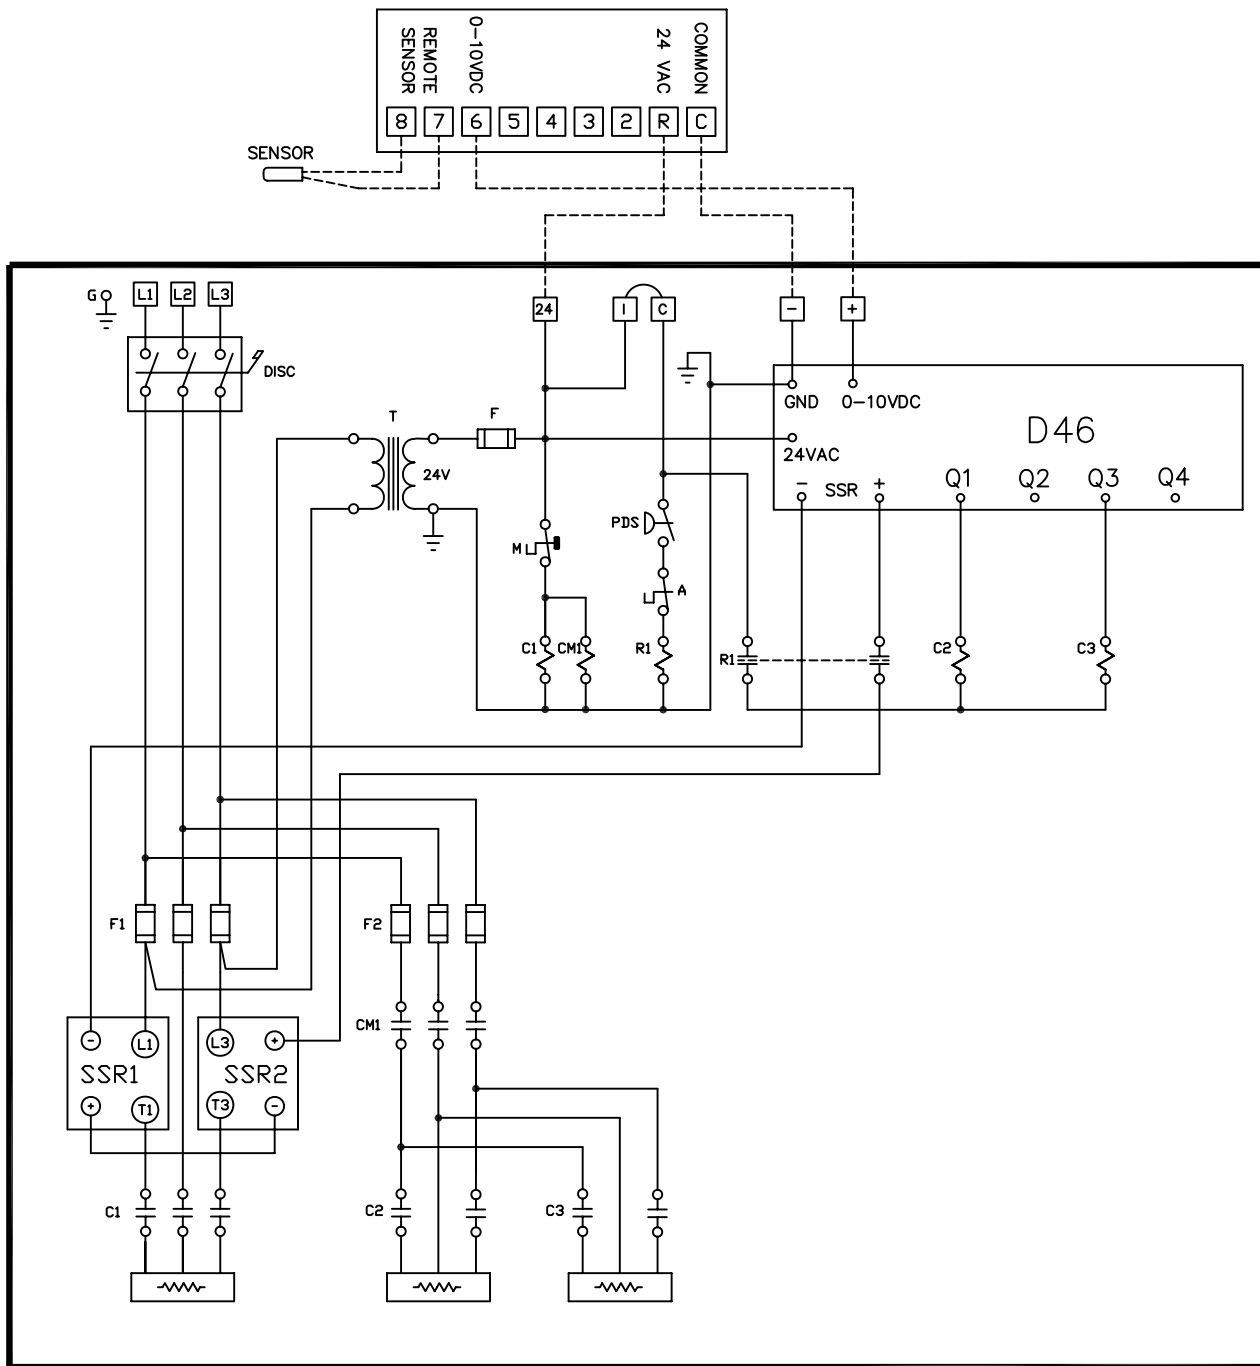 REMOTE
SENSOR
0-10VDC
24 VAC
COMMON
8 7 6 5 4 3 2 R C
SENSOR
G L1 L2 L3
24 I C - +
DISC
GND 0-10VDC
D46
T F
24V
24VAC
- SSR + Q1 Q2 Q3 Q4
PDS
M
A
C1 CM1 R1 R1 C2 C3
F1 F2
CM1
- L1 L3 +
SSR1 SSR2
+ T1 T3 -
C1 C2 C3